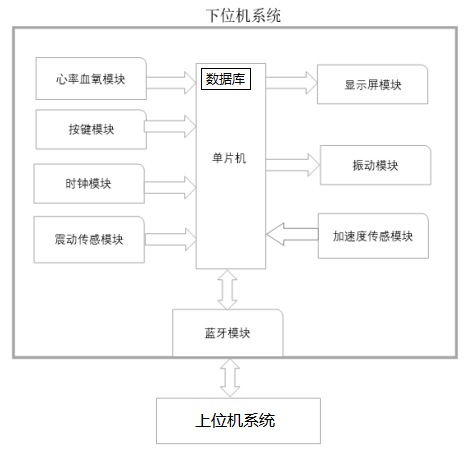 下位机系统
心率血氧模块
数据库
显示屏模块
按键模块
单片机
振动模块
时钟模块
震动传感模块
加速度传感模块
蓝牙模块
上位机系统